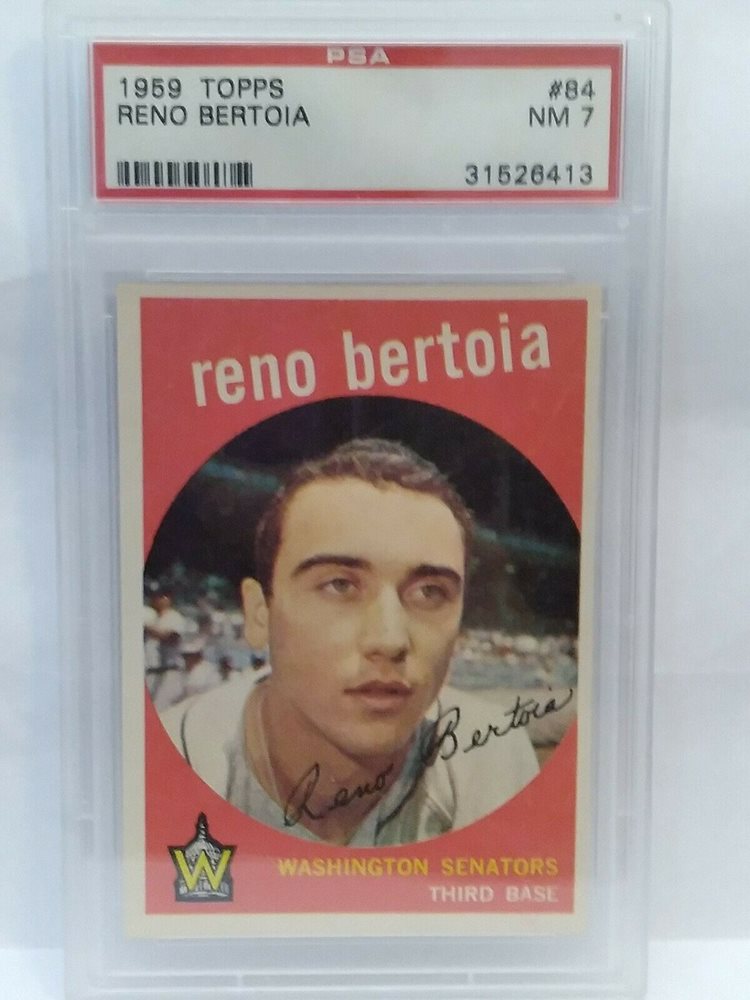 PSA
1959 TOPPS #84
RENO BERTOIA NM 7
31526413
reno bertoia
Reno Bertoia
W
WASHINGTON SENATORS
THIRD BASE